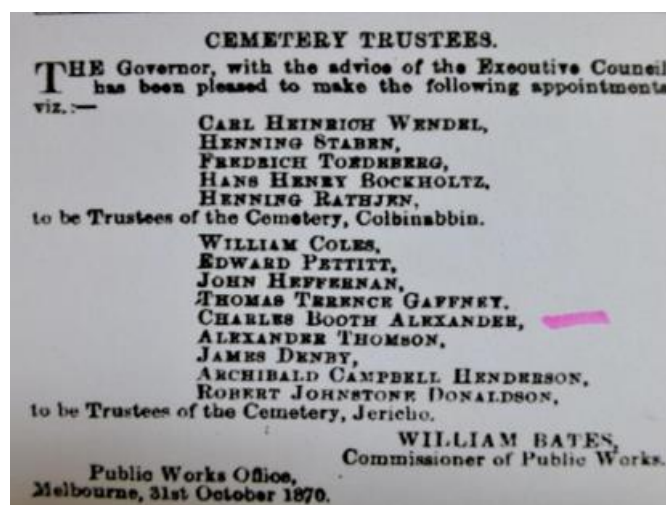 CEMETERY TRUSTEES.
THE Governor, with the advice of the Executive Council
has been pleased to make the following appointments
viz.:—
CARL HEINRICH WENDEL,
HENNING STABEN,
FREDRICH TOEDEBERG,
HANS HENRY BOCKHOLTZ,
HENNING RATHJEN,
to be Trustees of the Cemetery, Colbinabbin.
WILLIAM COLES,
EDWARD PETTITT,
JOHN HEFFERNAN,
THOMAS TERENCE GAFFNEY,
CHARLES BOOTH ALEXANDER,
ALEXANDER THOMSON,
JAMES DENBY,
ARCHIBALD CAMPBELL HENDERSON,
ROBERT JOHNSTONE DONALDSON,
to be Trustees of the Cemetery, Jericho.
WILLIAM BATES,
Commissioner of Public Works.
Public Works Office,
Melbourne, 31st October 1870.